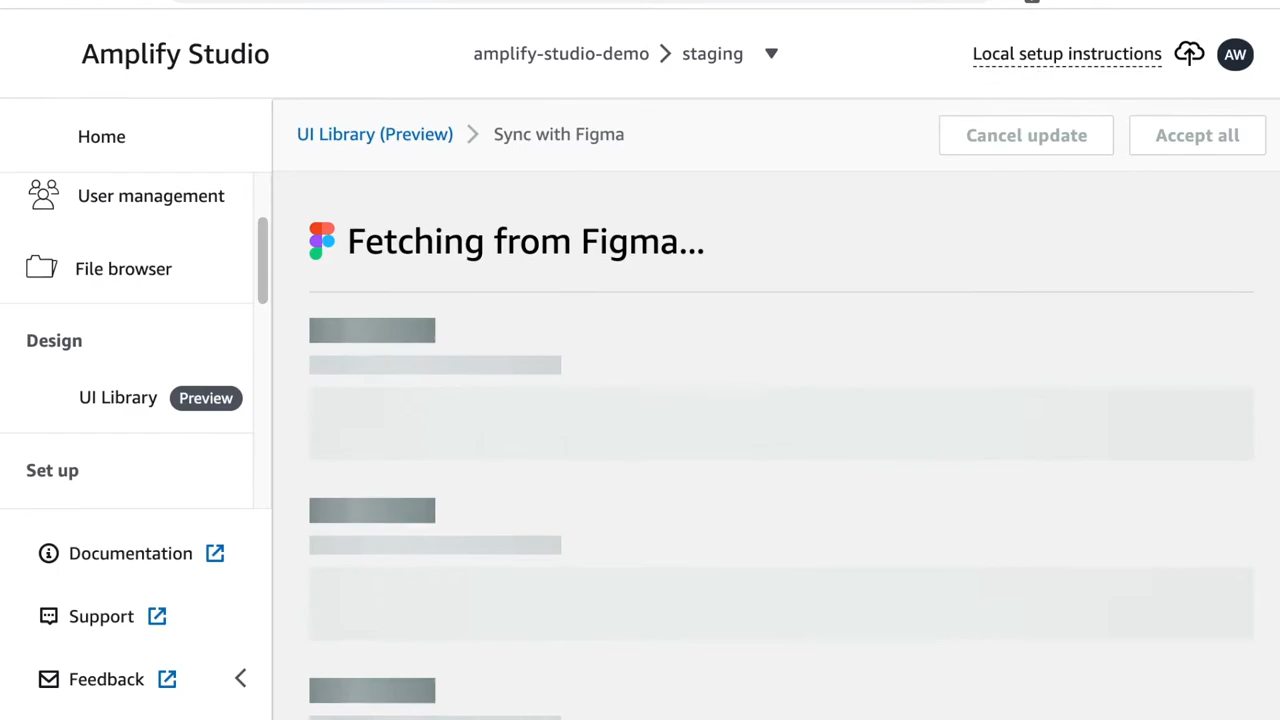 Amplify Studio
amplify-studio-demo
staging
Local setup instructions
AW
Home
User management
File browser
Design
UI Library
Preview
Set up
Documentation
Support
Feedback
UI Library (Preview)
Sync with Figma
Cancel update
Accept all
Fetching from Figma...